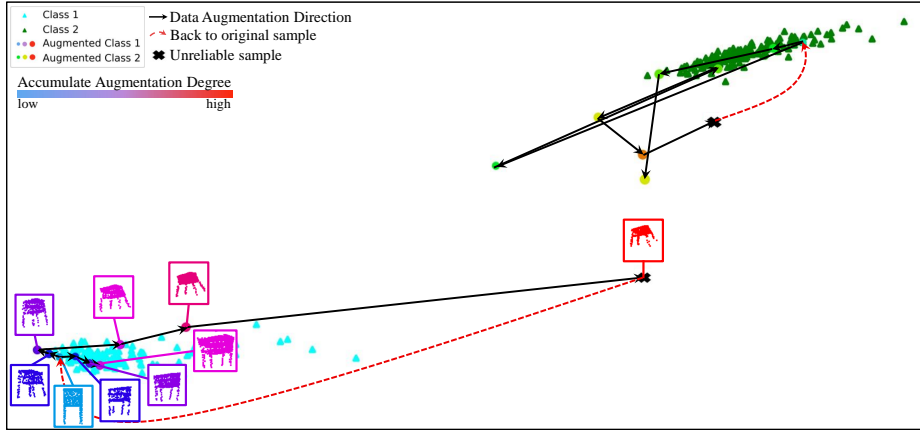 Class 1
Class 2
Augmented Class 1
Augmented Class 2
Data Augmentation Direction
Back to original sample
Unreliable sample
Accumulate Augmentation Degree
low high